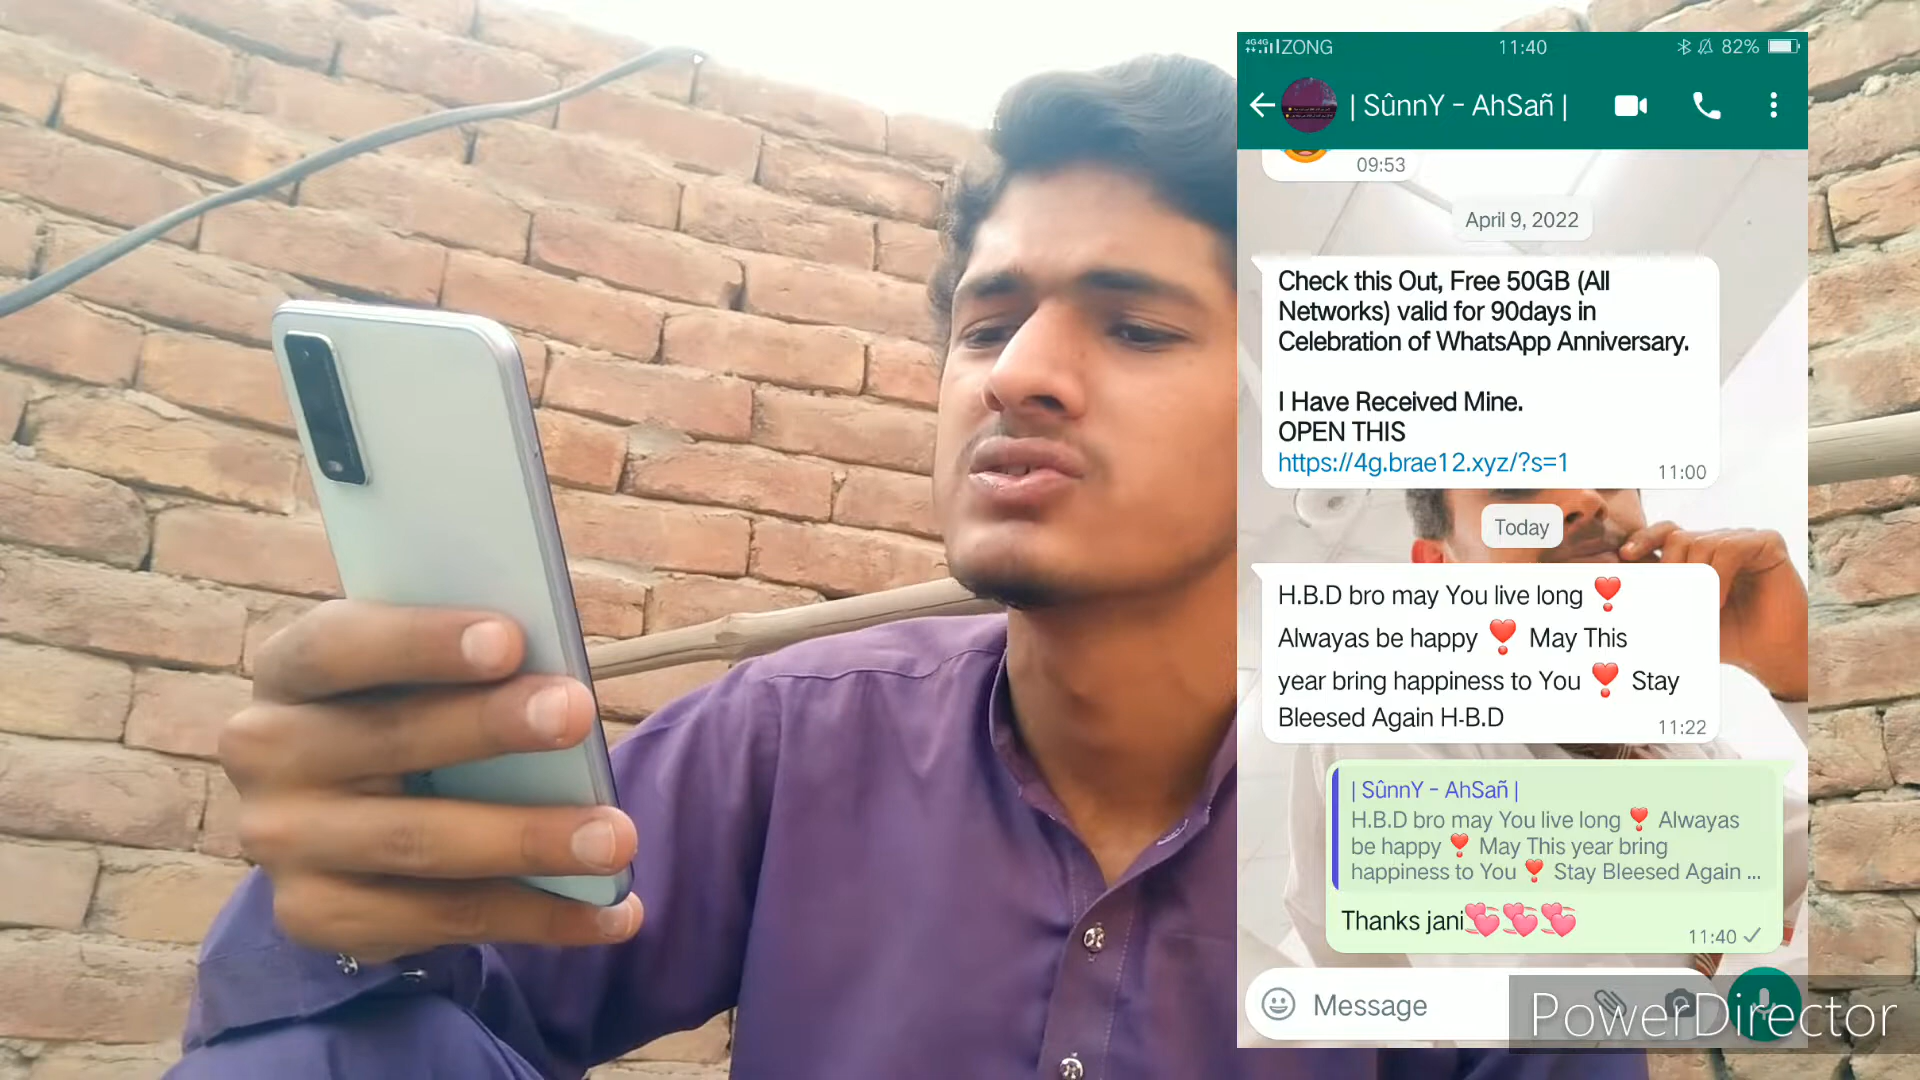 4G4G ZONG 11:40 82%
| SûnnY - AhSañ |
09:53
April 9, 2022
Check this Out, Free 50GB (All
Networks) valid for 90days in
Celebration of WhatsApp Anniversary.
I Have Received Mine.
OPEN THIS
https://4g.brae12.xyz/?s=1
11:00
Today
H.B.D bro may You live long ❣️
Alwayas be happy ❣️ May This
year bring happiness to You ❣️ Stay
Bleesed Again H-B.D
11:22
| SûnnY - AhSañ |
H.B.D bro may You live long ❣️ Alwayas
be happy ❣️ May This year bring
happiness to You ❣️ Stay Bleesed Again ...
Thanks jani💞💞💞
11:40
Message
PowerDirector